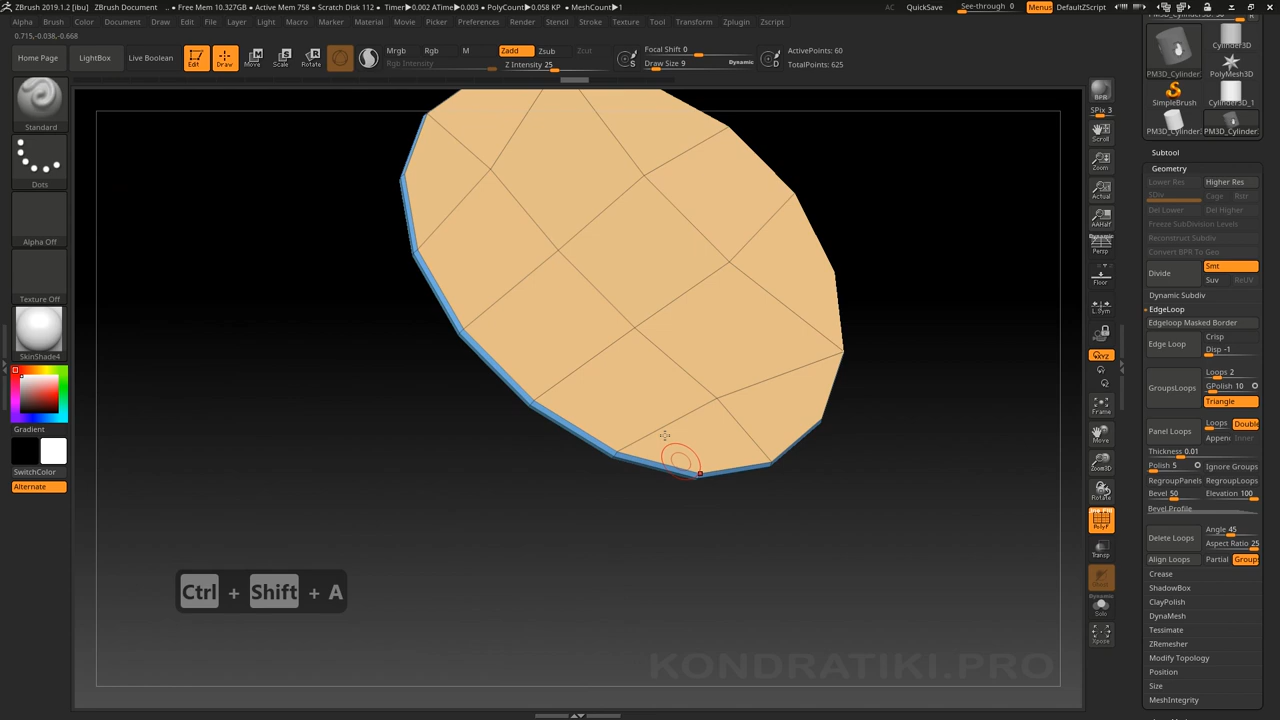 ZBrush 2019.1.2 [ibu]   ZBrush Document   • Free Mem 10.327GB • Active Mem 758 • Scratch Disk 112 • Timer▶0.002 ATime▶0.003 • PolyCount▶0.058 KP • MeshCount▶1   AC   QuickSave   See-through 0   Menus   DefaultZScript
Alpha Brush Color Document Draw Edit File Layer Light Macro Marker Material Movie Picker Preferences Render Stencil Stroke Texture Tool Transform Zplugin Zscript
0.715,-0.038,-0.668
Home Page LightBox Live Boolean Edit Draw Move Scale Rotate
Mrgb Rgb M Zadd Zsub Zcut
Rgb Intensity Z Intensity 25
Focal Shift 0
Draw Size 9 Dynamic
ActivePoints: 60
TotalPoints: 625
Standard
Dots
Alpha Off
Texture Off
SkinShade4
Gradient
SwitchColor
Alternate
Ctrl + Shift + A
KONDRATIKI.PRO
BPR
SPix 3
Scroll
Zoom
Actual
AAHalf
Dynamic
Persp
Floor
L.Sym
XYZ
Frame
Move
Zoom3D
Rotate
PolyF
Transp
Dynamic
Solo
Xpose
PM3D_Cylinder Cylinder3D
PolyMesh3D
SimpleBrush Cylinder3D_1
PM3D_Cylinder PM3D_Cylinder
Subtool
Geometry
Lower Res Higher Res
SDiv Cage Rstr
Del Lower Del Higher
Freeze SubDivision Levels
Reconstruct Subdiv
Convert BPR To Geo
Divide Smt
Suv ReUV
Dynamic Subdiv
EdgeLoop
Edgeloop Masked Border
Edge Loop Crisp
Disp -1
GroupsLoops Loops 2
GPolish 10
Triangle
Panel Loops Loops Double
Append Inner
Thickness 0.01
Polish 5 Ignore Groups
RegroupPanels RegroupLoops
Bevel 50 Elevation 100
Bevel Profile
Delete Loops Angle 45
Aspect Ratio 25
Align Loops Partial Groups
Crease
ShadowBox
ClayPolish
DynaMesh
Tessimate
ZRemesher
Modify Topology
Position
Size
MeshIntegrity